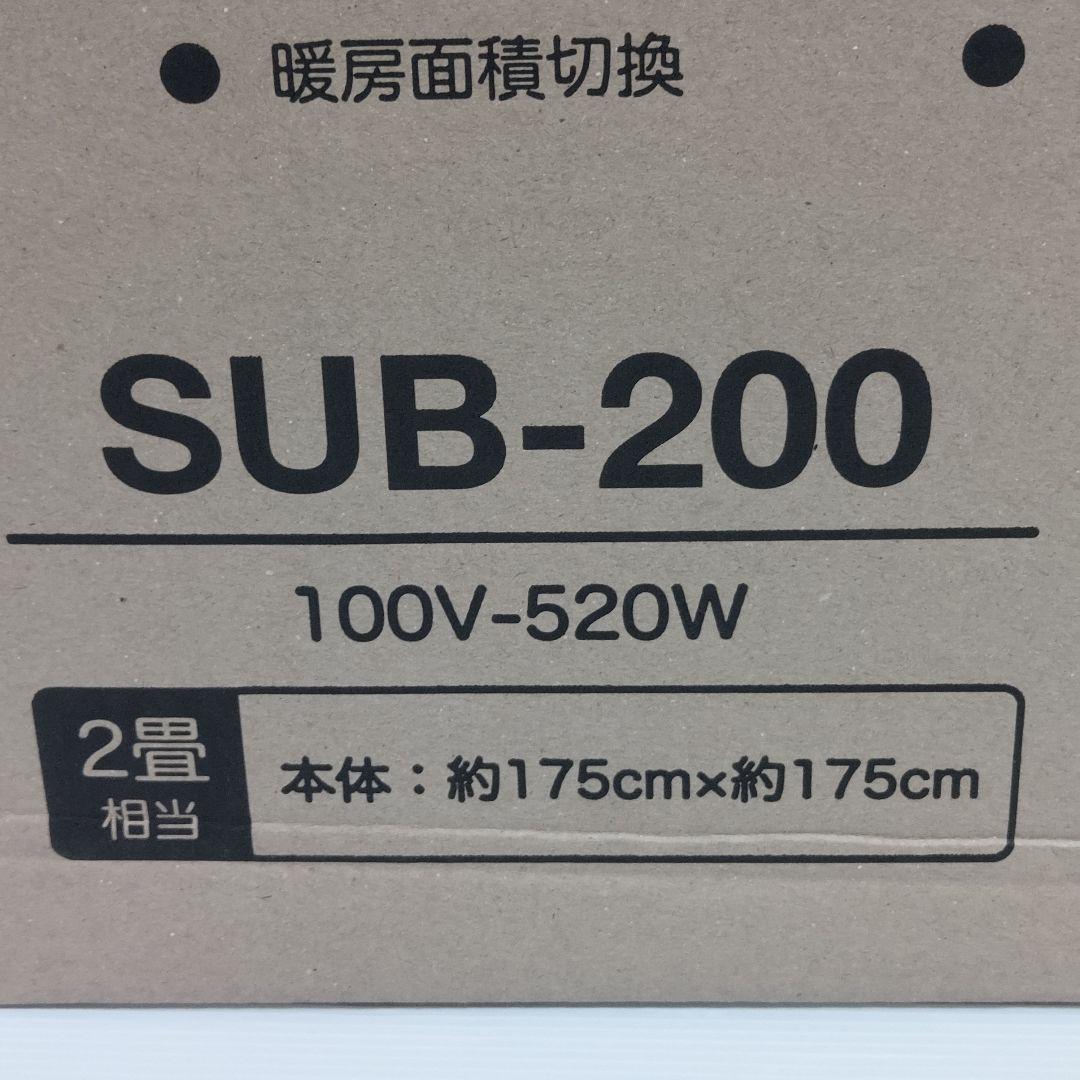 ● 暖房面積切換 ●
SUB-200
100V-520W
2畳
相当
本体：約175cm×約175cm